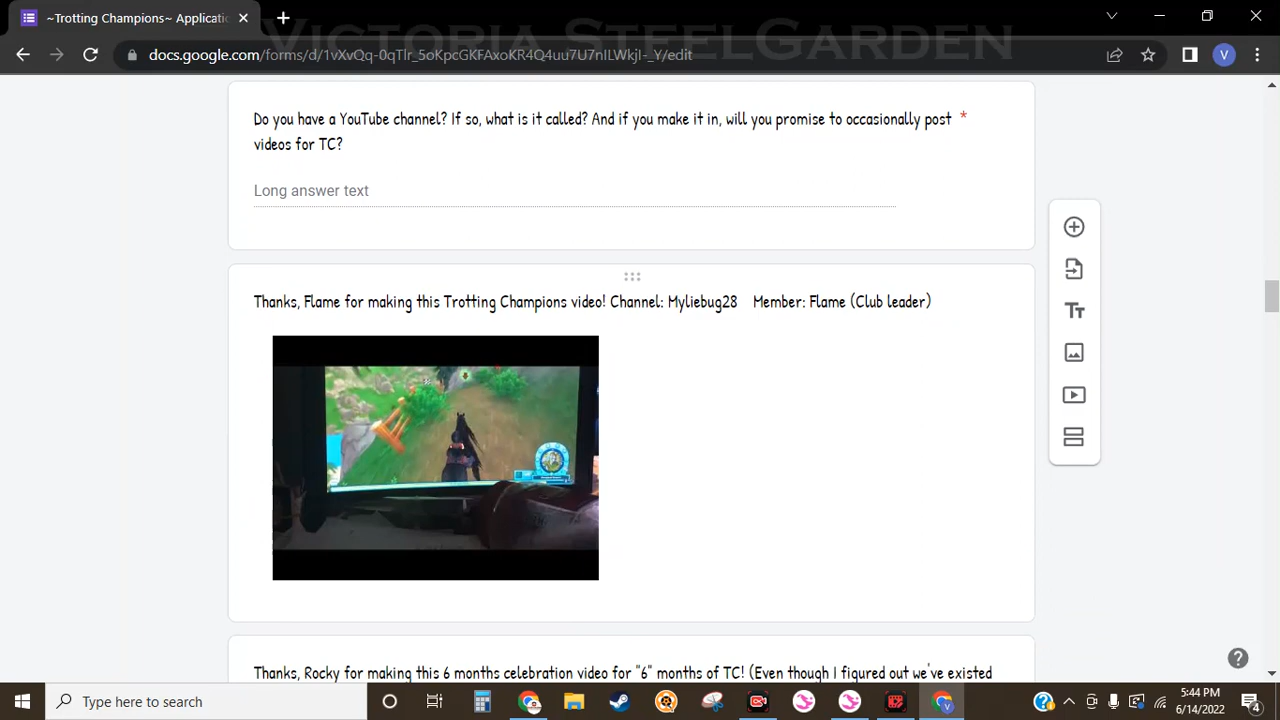 ~Trotting Champions~ Applicatio
Victoria SteelGarden
docs.google.com/forms/d/1vXvQq-0qTlr_5oKpcGKFAxoKR4Q4uu7U7nILWkjI-_Y/edit
V
Do you have a YouTube channel? If so, what is it called? And if you make it in, will you promise to occasionally post *
videos for TC?
Long answer text
Thanks, Flame for making this Trotting Champions video! Channel: Myliebug28 Member: Flame (Club leader)
Thanks, Rocky for making this 6 months celebration video for "6" months of TC! (Even though I figured out we've existed
Type here to search
5:44 PM
6/14/2022
4